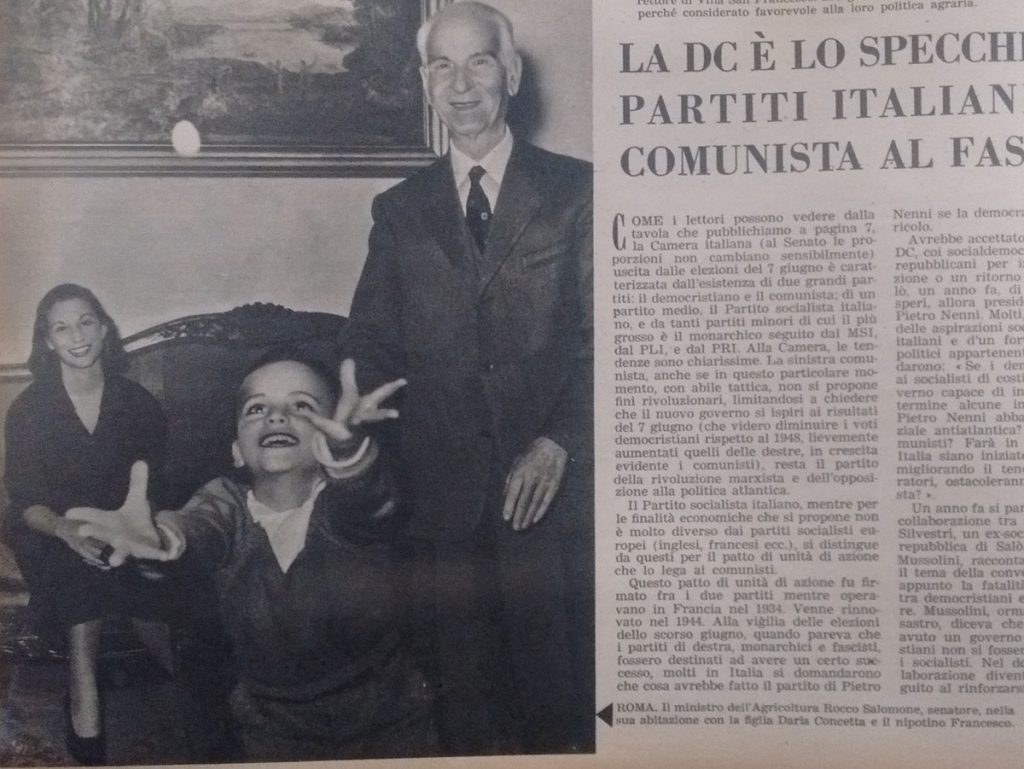 perché considerato favorevole alla loro politica agraria.
LA DC È LO SPECCHI
PARTITI ITALIAN
COMUNISTA AL FAS
COME i lettori possono vedere dalla
tavola che pubblichiamo a pagina 7,
la Camera italiana (al Senato le pro-
porzioni non cambiano sensibilmente)
uscita dalle elezioni del 7 giugno è carat-
terizzata dall'esistenza di due grandi par-
titi: il democristiano e il comunista; di un
partito medio, il Partito socialista italia-
no, e da tanti partiti minori di cui il più
grosso è il monarchico seguito dal MSI,
dal PLI, e dal PRI. Alla Camera, le ten-
denze sono chiarissime. La sinistra comu-
nista, anche se in questo particolare mo-
mento, con abile tattica, non si propone
fini rivoluzionari, limitandosi a chiedere
che il nuovo governo si ispiri ai risultati
del 7 giugno (che videro diminuire i voti
democristiani rispetto al 1948, lievemente
aumentati quelli delle destre, in crescita
evidente i comunisti), resta il partito
della rivoluzione marxista e dell'opposi-
zione alla politica atlantica.
Il Partito socialista italiano, mentre per
le finalità economiche che si propone non
è molto diverso dai partiti socialisti eu-
ropei (inglesi, francesi ecc.), si distingue
da questi per il patto di unità di azione
che lo lega ai comunisti.
Questo patto di unità di azione fu fir-
mato fra i due partiti mentre opera-
vano in Francia nel 1934. Venne rinno-
vato nel 1944. Alla vigilia delle elezioni
dello scorso giugno, quando pareva che
i partiti di destra, monarchici e fascisti,
fossero destinati ad avere un certo suc-
cesso, molti in Italia si domandarono
che cosa avrebbe fatto il partito di Pietro
Nenni se la democra
ricolo.
Avrebbe accettato
DC, coi socialdemoc
repubblicani per i
zione o un ritorno
lò, un anno fa, di
speri, allora presid
Pietro Nenni. Molti
delle aspirazioni soc
italiani e d'un for
politici appartenen
darono: « Se i dem
ai socialisti di costi
verno capace di in
termine alcune in
Pietro Nenni abba
ziale antiatlantica?
munisti? Farà in
Italia siano iniziate
migliorando il teno
ratori, ostacoleranno
sta? ».
Un anno fa si par
collaborazione tra
Silvestri, un ex-soc
repubblica di Salò
Mussolini, racconta
il tema della conve
appunto la fatalità
tra democristiani e
re. Mussolini, orma
sastro, diceva che
avuto un governo
stiani non si fosser
i socialisti. Nel do
laborazione diveni
guito al rinforzars
ROMA. Il ministro dell'Agricoltura Rocco Salomone, senatore, nella
sua abitazione con la figlia Daria Concetta e il nipotino Francesco.